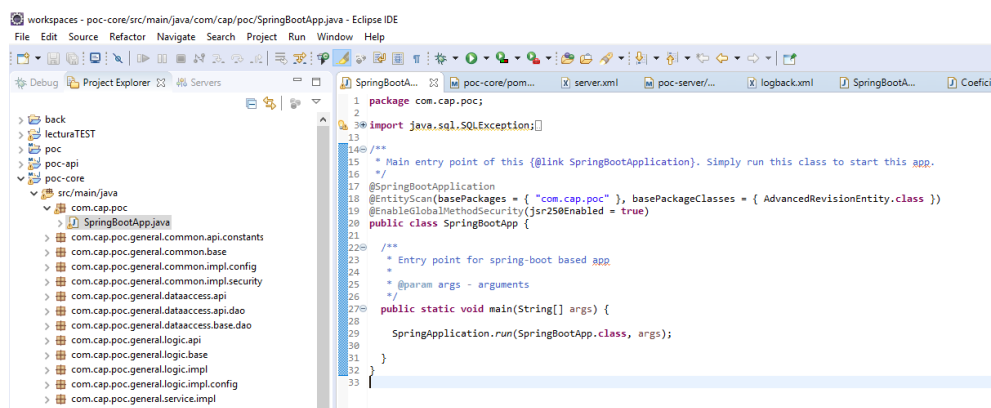 workspaces - poc-core/src/main/java/com/cap/poc/SpringBootApp.java - Eclipse IDE
File Edit Source Refactor Navigate Search Project Run Window Help
Debug Project Explorer Servers
back
lecturaTEST
poc
poc-api
poc-core
src/main/java
com.cap.poc
SpringBootApp.java
com.cap.poc.general.common.api.constants
com.cap.poc.general.common.base
com.cap.poc.general.common.impl.config
com.cap.poc.general.common.impl.security
com.cap.poc.general.dataaccess.api
com.cap.poc.general.dataaccess.api.dao
com.cap.poc.general.dataaccess.base.dao
com.cap.poc.general.logic.api
com.cap.poc.general.logic.base
com.cap.poc.general.logic.impl
com.cap.poc.general.logic.impl.config
com.cap.poc.general.service.impl
SpringBootA... poc-core/pom... server.xml poc-server/... logback.xml SpringBootA... Coefici
1 package com.cap.poc;
2
3 import java.sql.SQLException;
13
14 /**
15 * Main entry point of this {@link SpringBootApplication}. Simply run this class to start this app.
16 */
17 @SpringBootApplication
18 @EntityScan(basePackages = { "com.cap.poc" }, basePackageClasses = { AdvancedRevisionEntity.class })
19 @EnableGlobalMethodSecurity(jsr250Enabled = true)
20 public class SpringBootApp {
21
22 /**
23 * Entry point for spring-boot based app
24 *
25 * @param args - arguments
26 */
27 public static void main(String[] args) {
28
29 SpringApplication.run(SpringBootApp.class, args);
30
31 }
32 }
33